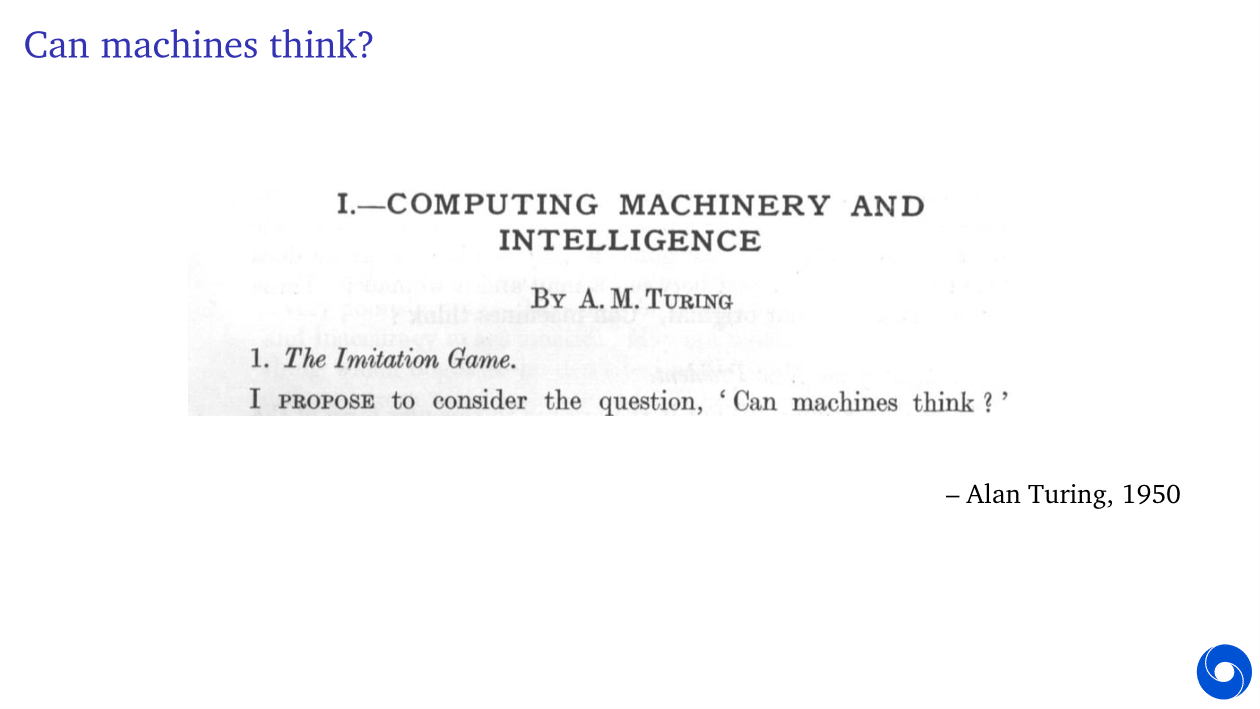 Can machines think?
I.—COMPUTING MACHINERY AND
INTELLIGENCE
BY A. M. TURING
1. The Imitation Game.
I PROPOSE to consider the question, ‘ Can machines think ? ’
– Alan Turing, 1950